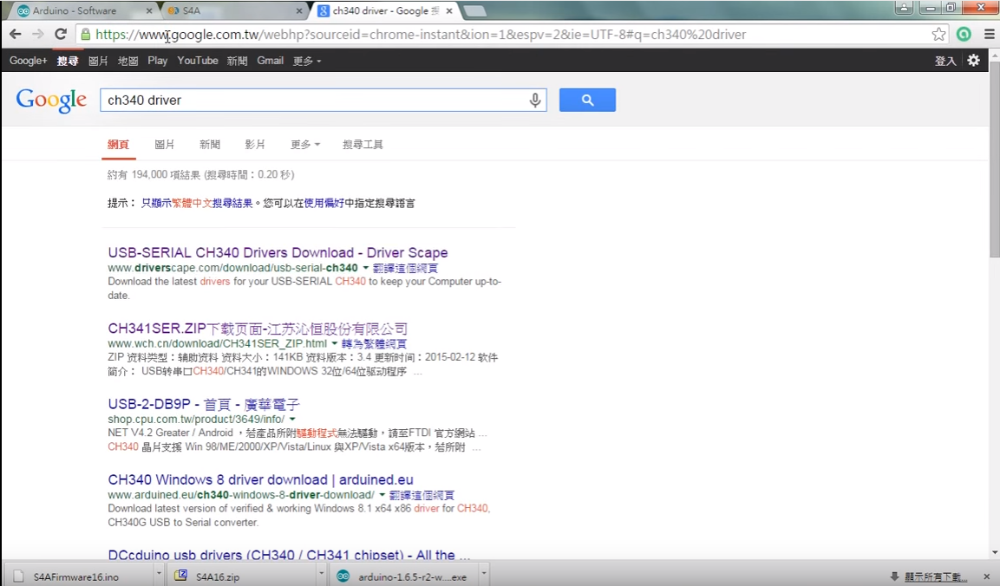 Arduino - Software
S4A
ch340 driver - Google 搜
https://www.google.com.tw/webhp?sourceid=chrome-instant&ion=1&espv=2&ie=UTF-8#q=ch340%20driver
Google+ 搜尋 圖片 地圖 Play YouTube 新聞 Gmail 更多
登入
Google
ch340 driver
網頁 圖片 新聞 影片 更多 搜尋工具
約有 194,000 項結果 (搜尋時間：0.20 秒)
提示： 只顯示繁體中文搜尋結果。您可以在使用偏好中指定搜尋語言
USB-SERIAL CH340 Drivers Download - Driver Scape
www.driverscape.com/download/usb-serial-ch340 翻譯這個網頁
Download the latest drivers for your USB-SERIAL CH340 to keep your Computer up-to-
date.
CH341SER.ZIP下载页面-江苏沁恒股份有限公司
www.wch.cn/download/CH341SER_ZIP.html 轉為繁體網頁
ZIP 资料类型：辅助资料 资料大小：141KB 资料版本：3.4 更新时间：2015-02-12 软件
简介： USB转串口CH340/CH341的WINDOWS 32位/64位驱动程序 ...
USB-2-DB9P - 首頁 - 廣華電子
shop.cpu.com.tw/product/3649/info/
NET V4.2 Greater / Android ，若產品所附驅動程式無法驅動，請至FTDI 官方網站 ...
CH340 晶片支援 Win 98/ME/2000/XP/Vista/Linux 與XP/Vista x64版本，若所附 ...
CH340 Windows 8 driver download | arduined.eu
www.arduined.eu/ch340-windows-8-driver-download/ 翻譯這個網頁
Download latest version of verified & working Windows 8.1 x64 x86 driver for CH340,
CH340G USB to Serial converter.
DCcduino usb drivers (CH340 / CH341 chipset) - All the ...
S4AFirmware16.ino
S4A16.zip
arduino-1.6.5-r2-w....exe
顯示所有下載...